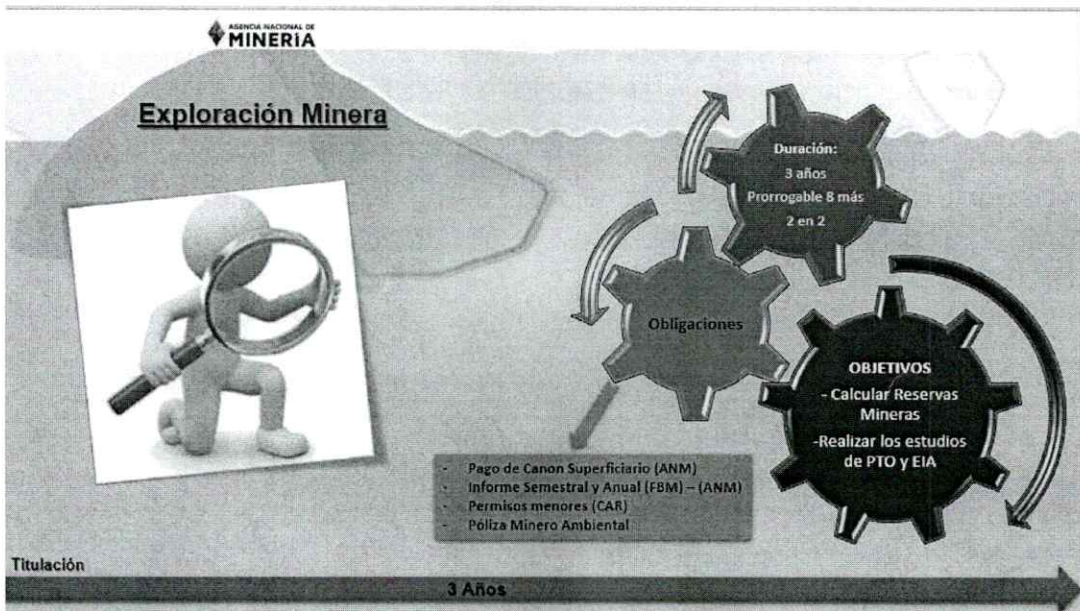 AGENCIA NACIONAL DE
MINERÍA
Exploración Minera
Duración:
3 años
Prorrogable 8 más
2 en 2
Obligaciones
OBJETIVOS
- Calcular Reservas
Mineras
-Realizar los estudios
de PTO y EIA
- Pago de Canon Superficiario (ANM)
- Informe Semestral y Anual (FBM) – (ANM)
- Permisos menores (CAR)
- Póliza Minero Ambiental
Titulación
3 Años